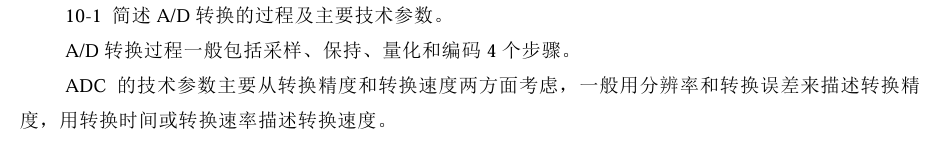 10-1 简述 A/D 转换的过程及主要技术参数。
A/D 转换过程一般包括采样、保持、量化和编码 4 个步骤。
ADC 的技术参数主要从转换精度和转换速度两方面考虑，一般用分辨率和转换误差来描述转换精
度，用转换时间或转换速率描述转换速度。